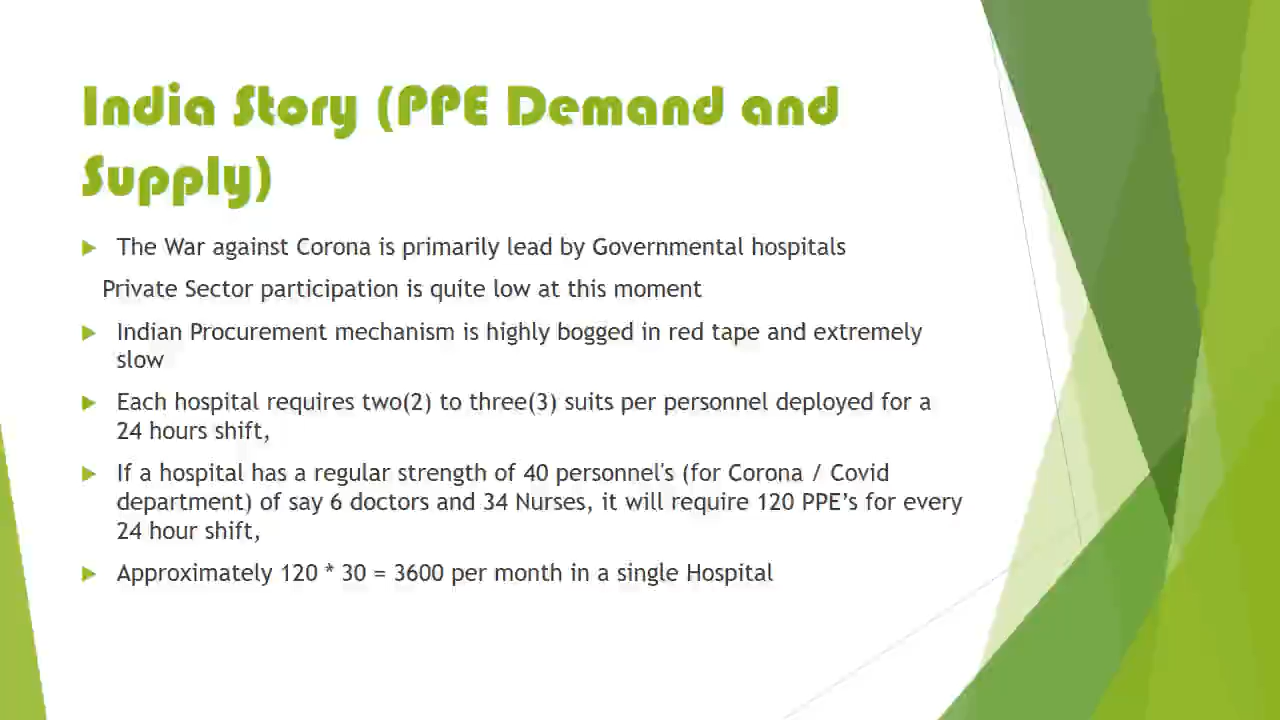 India Story (PPE Demand and
Supply)
The War against Corona is primarily lead by Governmental hospitals
Private Sector participation is quite low at this moment
Indian Procurement mechanism is highly bogged in red tape and extremely
slow
Each hospital requires two(2) to three(3) suits per personnel deployed for a
24 hours shift,
If a hospital has a regular strength of 40 personnel's (for Corona / Covid
department) of say 6 doctors and 34 Nurses, it will require 120 PPE’s for every
24 hour shift,
Approximately 120 * 30 = 3600 per month in a single Hospital